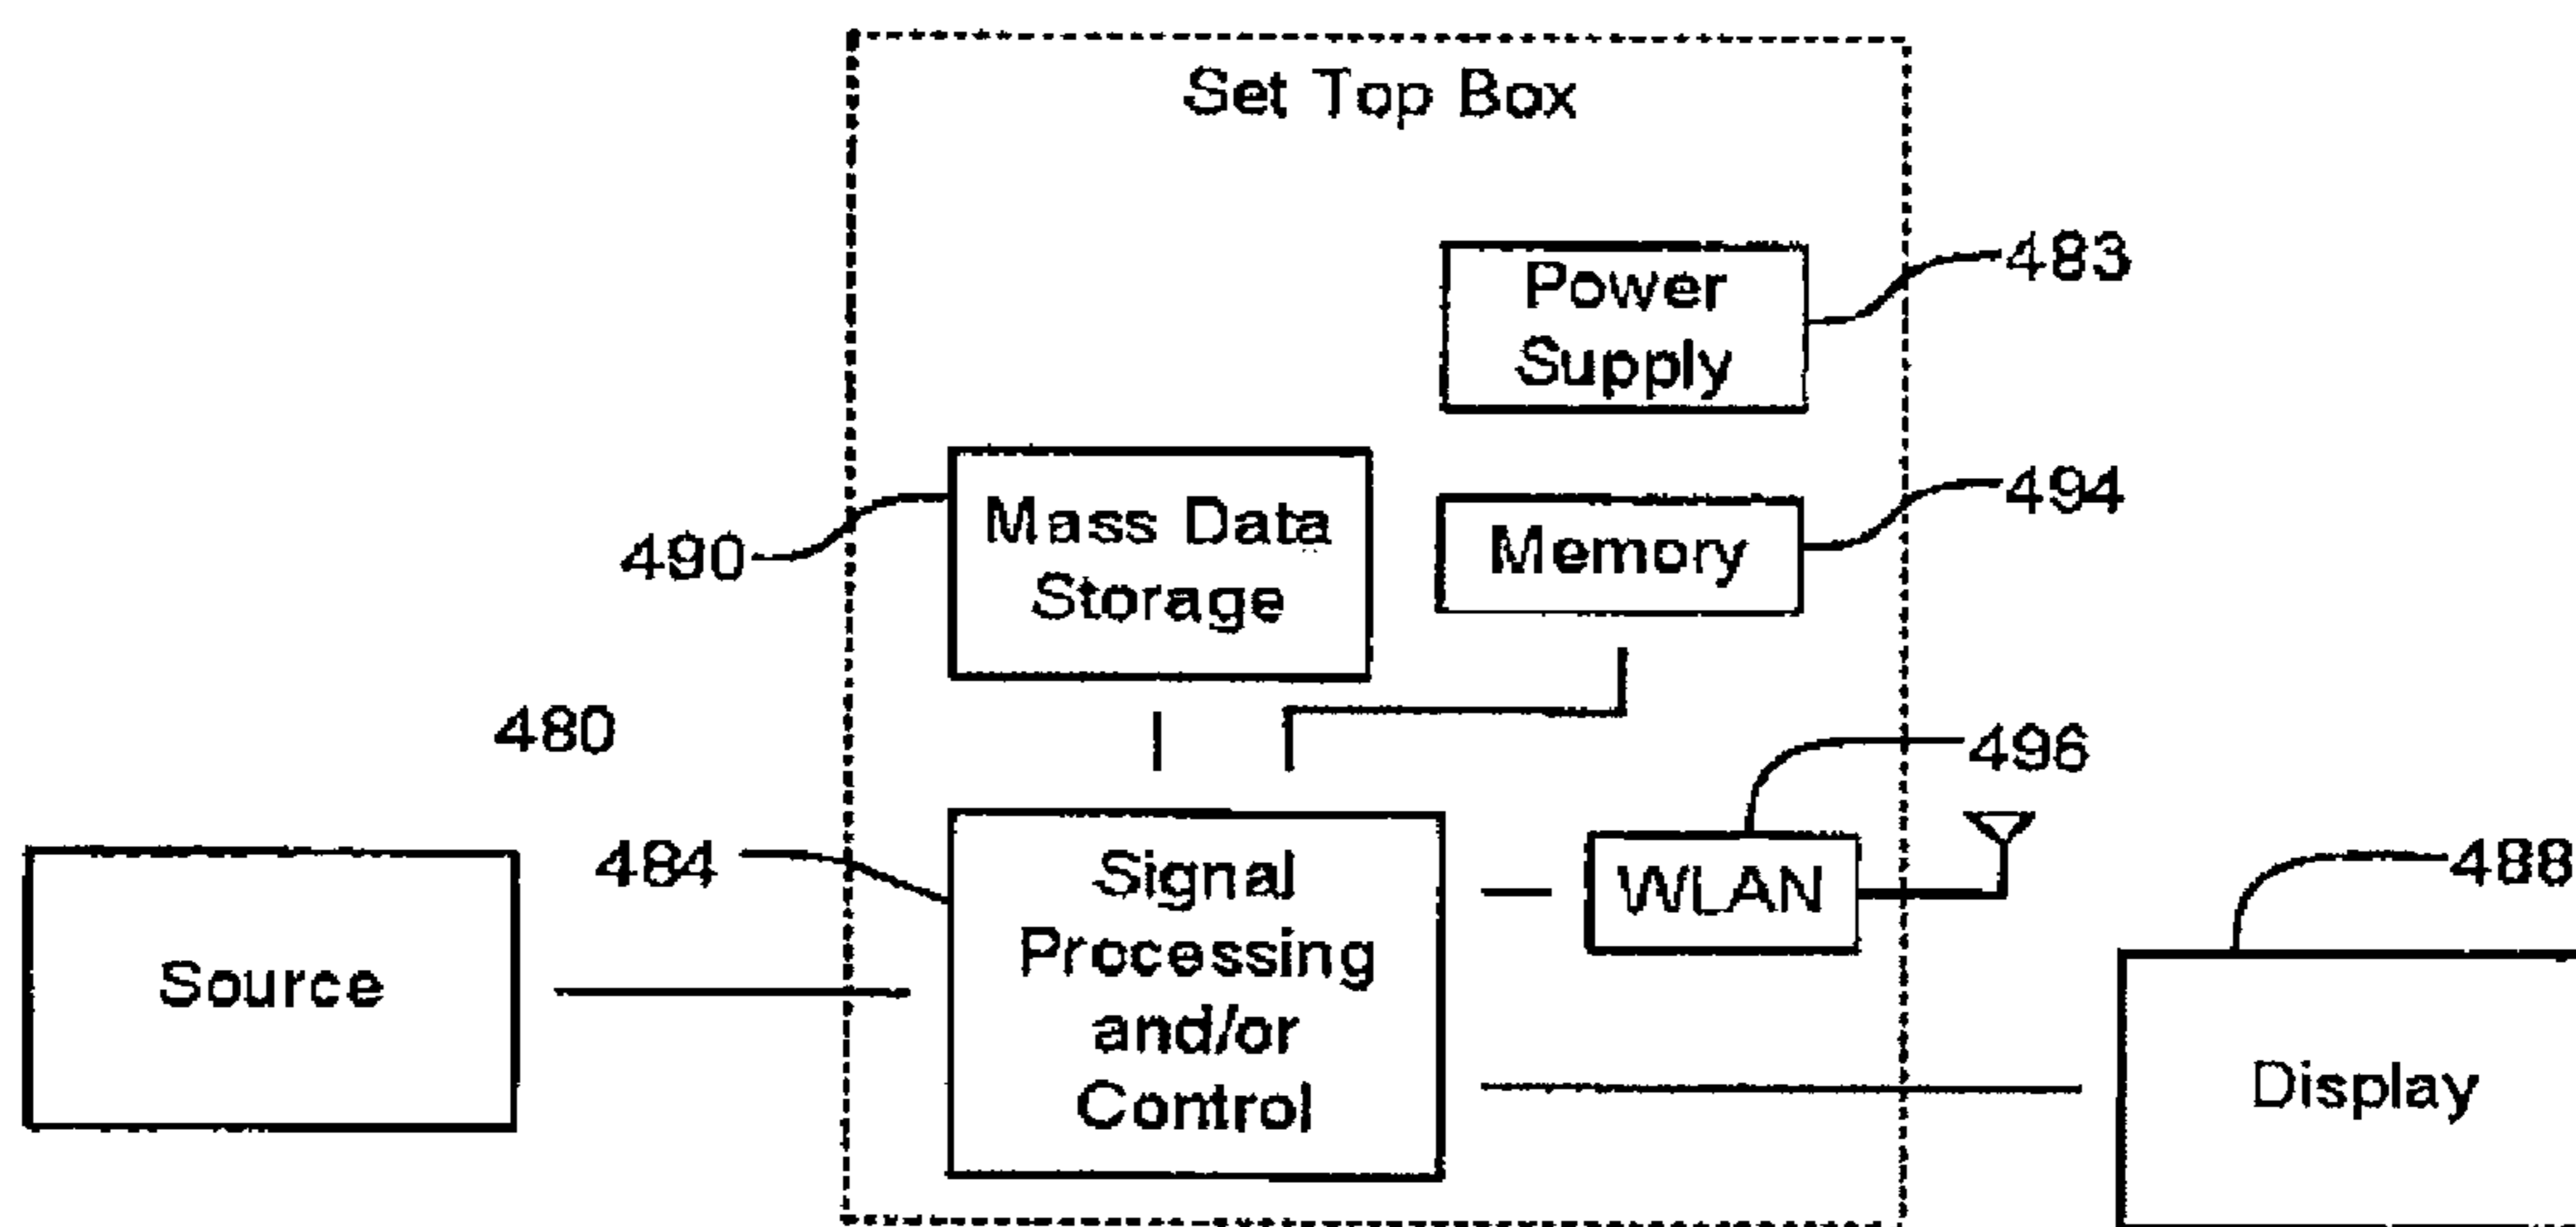 Set Top Box
Power
Supply
483
Mass Data
Storage
490
Memory
494
480
496
484
Signal
Processing
and/or
Control
WLAN
488
Source
Display